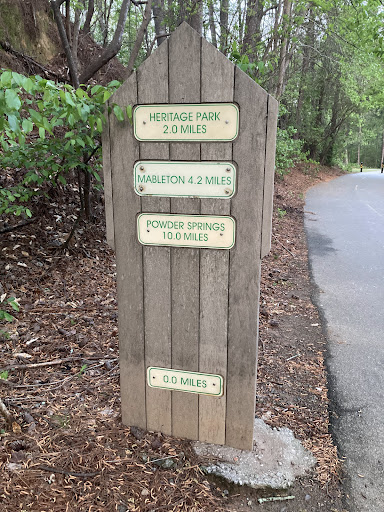 HERITAGE PARK
2.0 MILES
MABLETON 4.2 MILES
POWDER SPRINGS
10.0 MILES
0.0 MILES